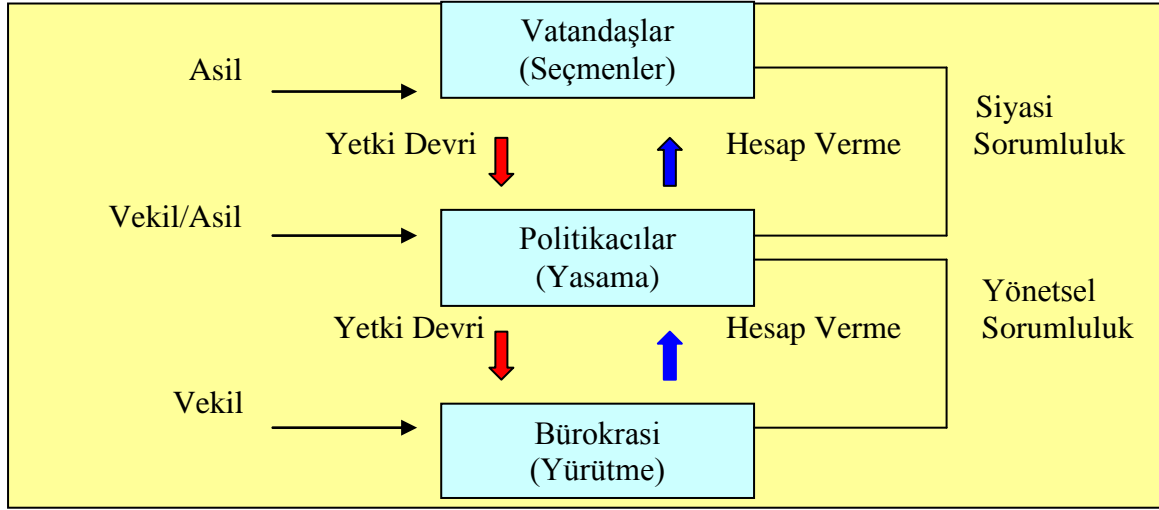 Vatandaşlar
(Seçmenler)
Asil
Siyasi
Sorumluluk
Yetki Devri
Hesap Verme
Vekil/Asil
Politikacılar
(Yasama)
Yönetsel
Sorumluluk
Yetki Devri
Hesap Verme
Vekil
Bürokrasi
(Yürütme)